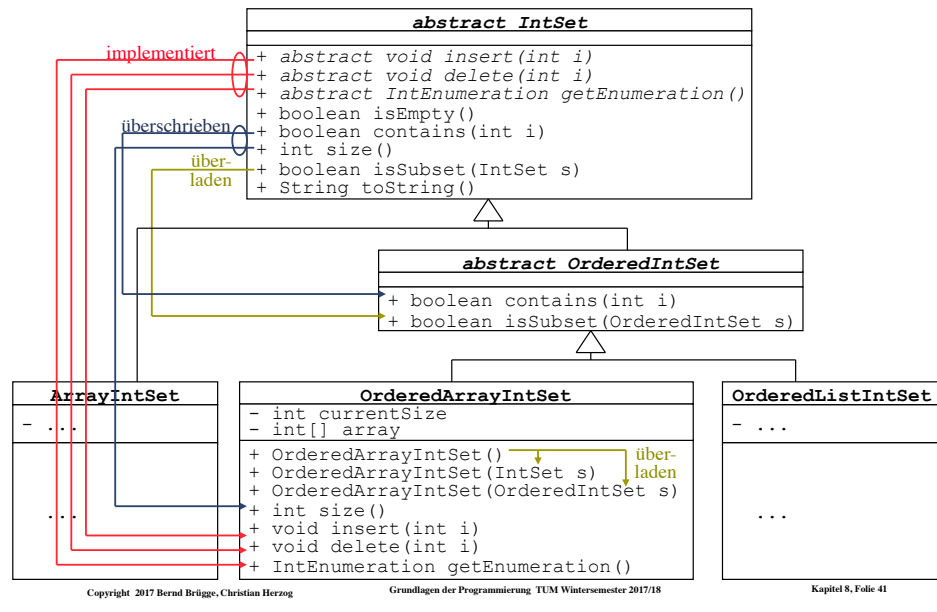 abstract IntSet
implementiert
+ abstract void insert(int i)
+ abstract void delete(int i)
+ abstract IntEnumeration getEnumeration()
+ boolean isEmpty()
überschrieben
+ boolean contains(int i)
+ int size()
über-
laden
+ boolean isSubset(IntSet s)
+ String toString()
abstract OrderedIntSet
+ boolean contains(int i)
+ boolean isSubset(OrderedIntSet s)
ArrayIntSet
- ...
...
OrderedArrayIntSet
- int currentSize
- int[] array
+ OrderedArrayIntSet()
+ OrderedArrayIntSet(IntSet s)
+ OrderedArrayIntSet(OrderedIntSet s)
über-
laden
+ int size()
+ void insert(int i)
+ void delete(int i)
+ IntEnumeration getEnumeration()
OrderedListIntSet
- ...
...
Copyright 2017 Bernd Brügge, Christian Herzog
Grundlagen der Programmierung TUM Wintersemester 2017/18
Kapitel 8, Folie 41